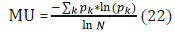 MU = −∑ₖ pₖ*ln(pₖ) / ln N (22)